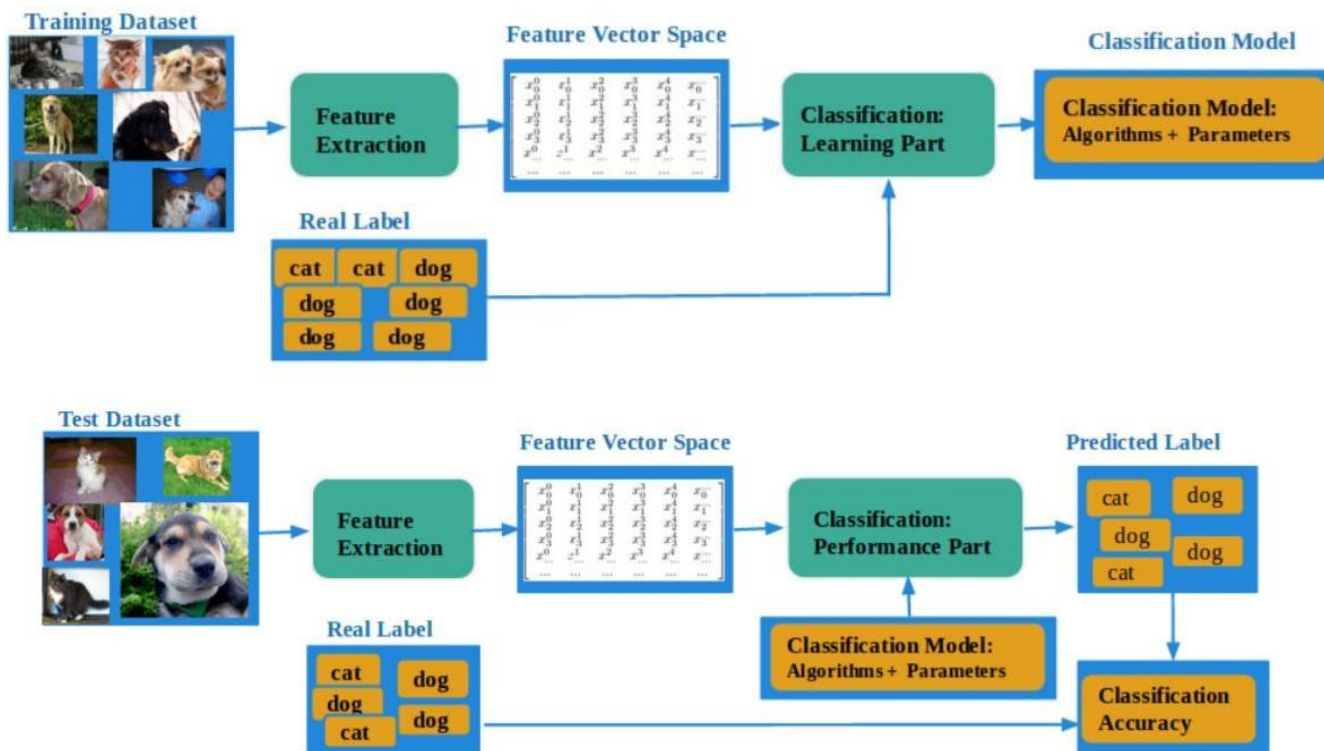 Training Dataset
Feature Vector Space
Classification Model
Feature
Extraction
Classification:
Learning Part
Classification Model:
Algorithms + Parameters
Real Label
cat cat dog
dog dog
dog dog
Test Dataset
Feature Vector Space
Predicted Label
Feature
Extraction
Classification:
Performance Part
cat dog
dog dog
cat
Real Label
cat dog
dog dog
cat
Classification Model:
Algorithms + Parameters
Classification
Accuracy